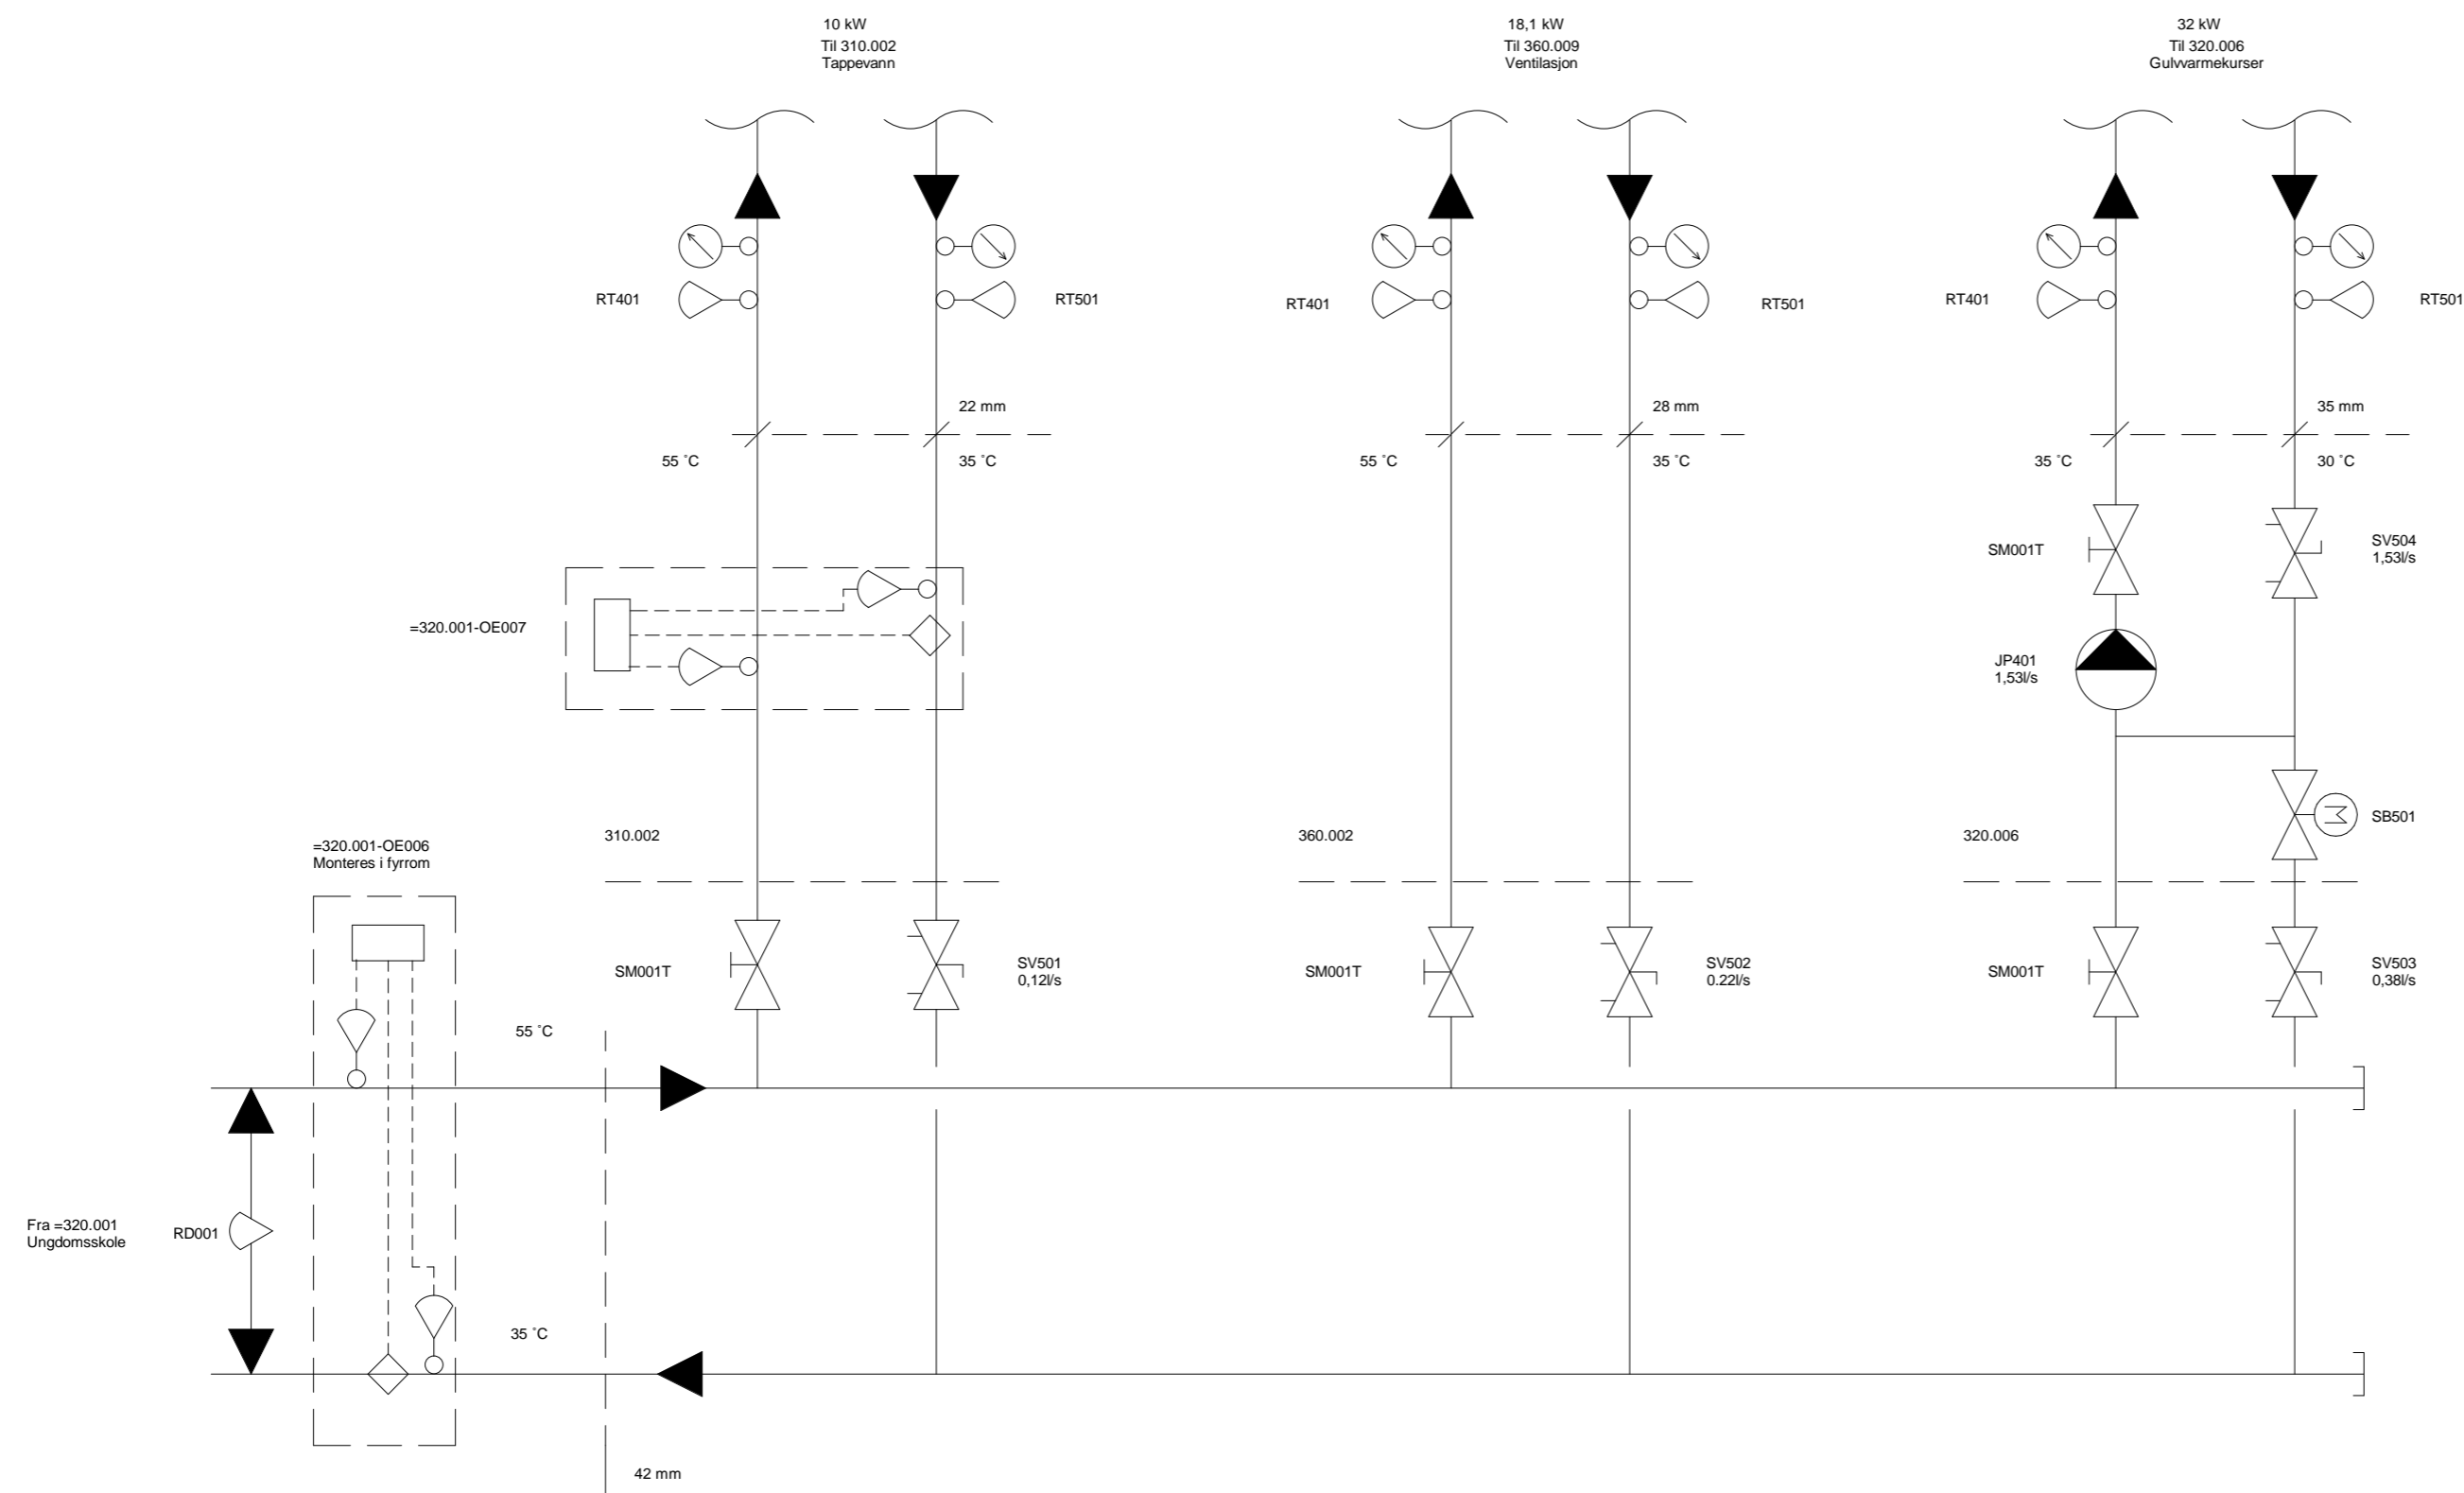 10 kW
Til 310.002
Tappevann
18,1 kW
Til 360.009
Ventilasjon
32 kW
Til 320.006
Gulvvarmekurser
RT401
RT501
RT401
RT501
RT401
RT501
22 mm
28 mm
35 mm
55 °C
35 °C
55 °C
35 °C
35 °C
30 °C
SM001T
SV504
1,53l/s
=320.001-OE007
JP401
1,53l/s
SB501
310.002
360.002
320.006
=320.001-OE006
Monteres i fyrrom
SM001T
SV501
0,12l/s
SM001T
SV502
0.22l/s
SM001T
SV503
0,38l/s
55 °C
Fra =320.001
Ungdomsskole
RD001
M
35 °C
42 mm